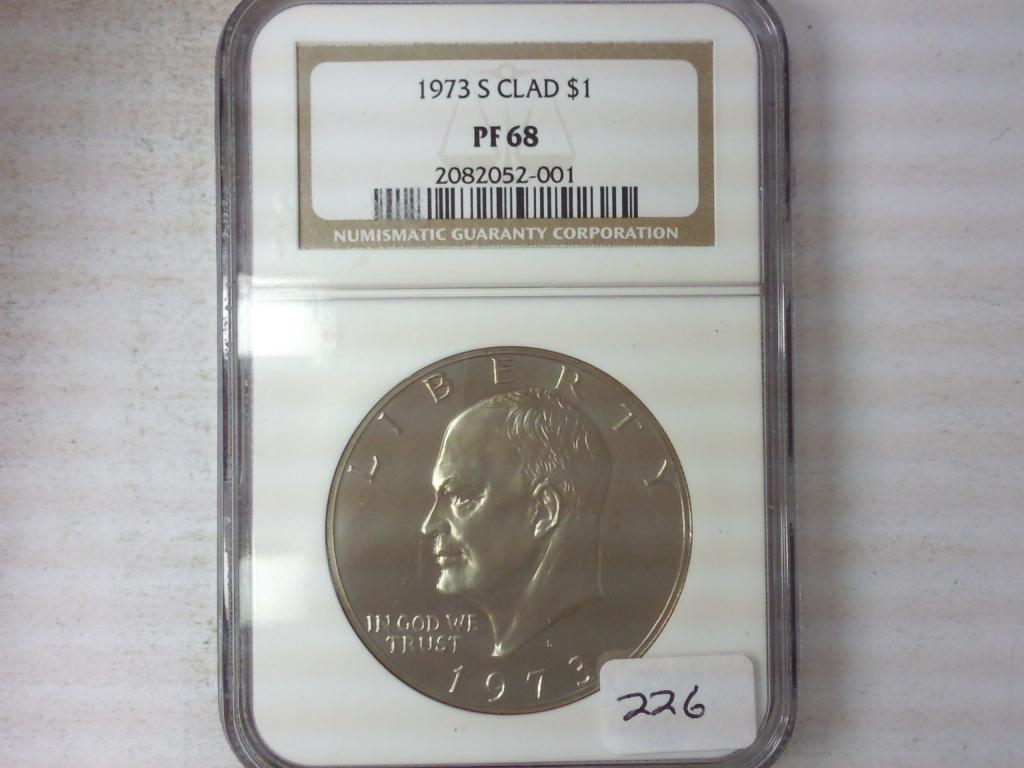 1973 S CLAD $1
PF 68
2082052-001
NUMISMATIC GUARANTY CORPORATION
LIBERTY
IN GOD WE
TRUST
S
1973
226